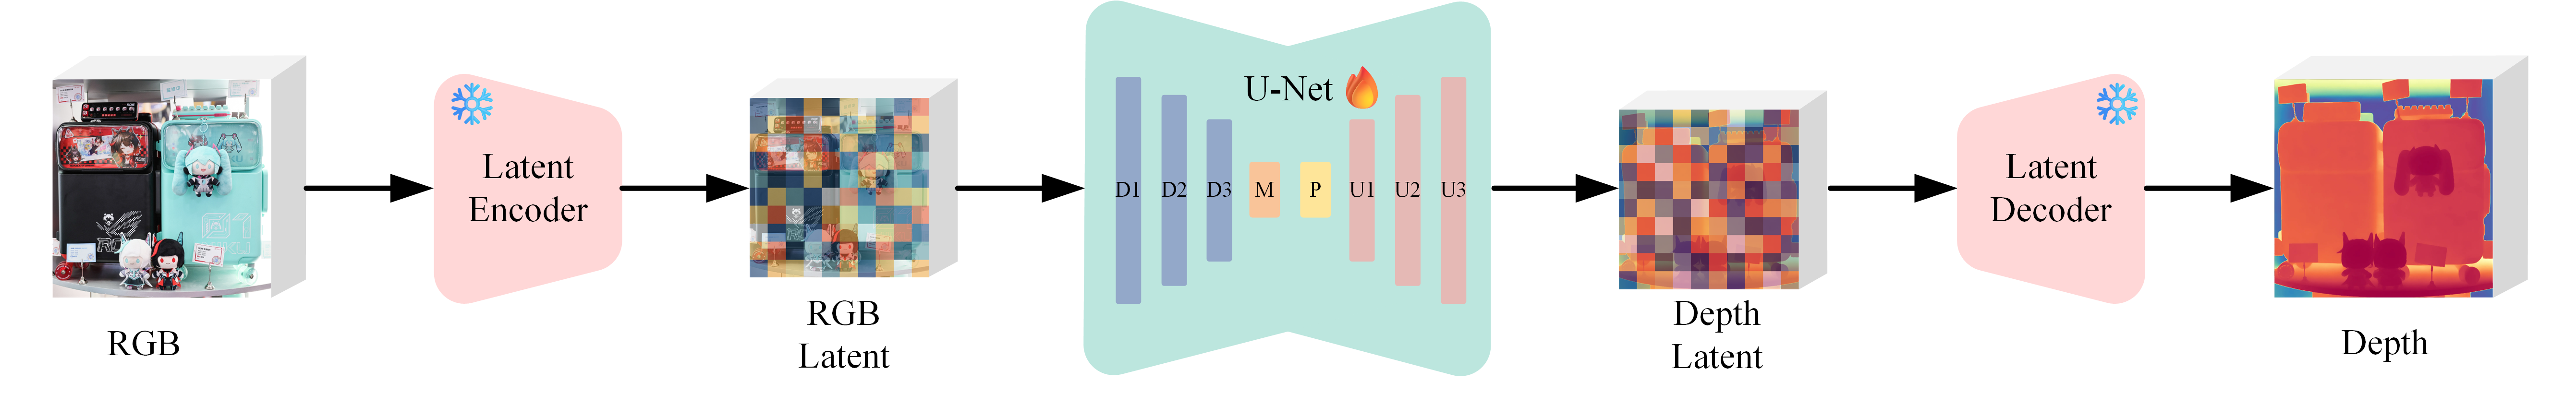 RGB
Latent
Encoder
RGB
Latent
U-Net
D1
D2
D3
M
P
U1
U2
U3
Depth
Latent
Latent
Decoder
Depth